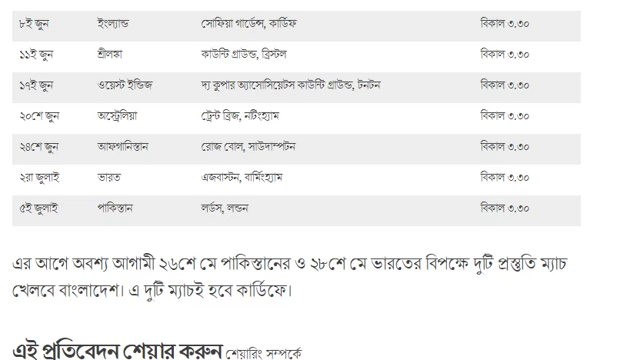 ৮ই জুন ইংল্যান্ড সোফিয়া গার্ডেন্স, কার্ডিফ বিকাল ৩.৩০
১১ই জুন শ্রীলঙ্কা কাউন্টি গ্রাউন্ড, ব্রিস্টল বিকাল ৩.৩০
১৭ই জুন ওয়েস্ট ইন্ডিজ দ্য কুপার অ্যাসোসিয়েটস কাউন্টি গ্রাউন্ড, টনটন বিকাল ৩.৩০
২০শে জুন অস্ট্রেলিয়া ট্রেন্ট ব্রিজ, নটিংহ্যাম বিকাল ৩.৩০
২৪শে জুন আফগানিস্তান রোজ বোল, সাউদাম্পটন বিকাল ৩.৩০
২রা জুলাই ভারত এজবাস্টন, বার্মিংহ্যাম বিকাল ৩.৩০
৫ই জুলাই পাকিস্তান লর্ডস, লন্ডন বিকাল ৩.৩০
এর আগে অবশ্য আগামী ২৬শে মে পাকিস্তানের ও ২৮শে মে ভারতের বিপক্ষে দুটি প্রস্তুতি ম্যাচ
খেলবে বাংলাদেশ। এ দুটি ম্যাচই হবে কার্ডিফে।
এই প্রতিবেদন শেয়ার করুন শেয়ারিং সম্পর্কে